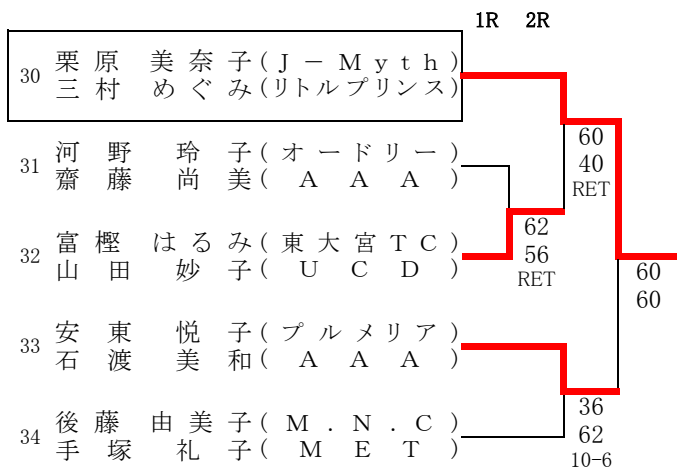 1R 2R
30 栗原 美奈子(J－Myth)
三村 めぐみ(リトルプリンス)
60
40
RET
31 河野 玲子(オードリー)
齋藤 尚美(AAA)
32 富樫 はるみ(東大宮TC)
山田 妙子(UCD)
62
56
RET
60
60
33 安東 悦子(プルメリア)
石渡 美和(AAA)
36
62
10-6
34 後藤 由美子(M.N.C)
手塚 礼子(MET)